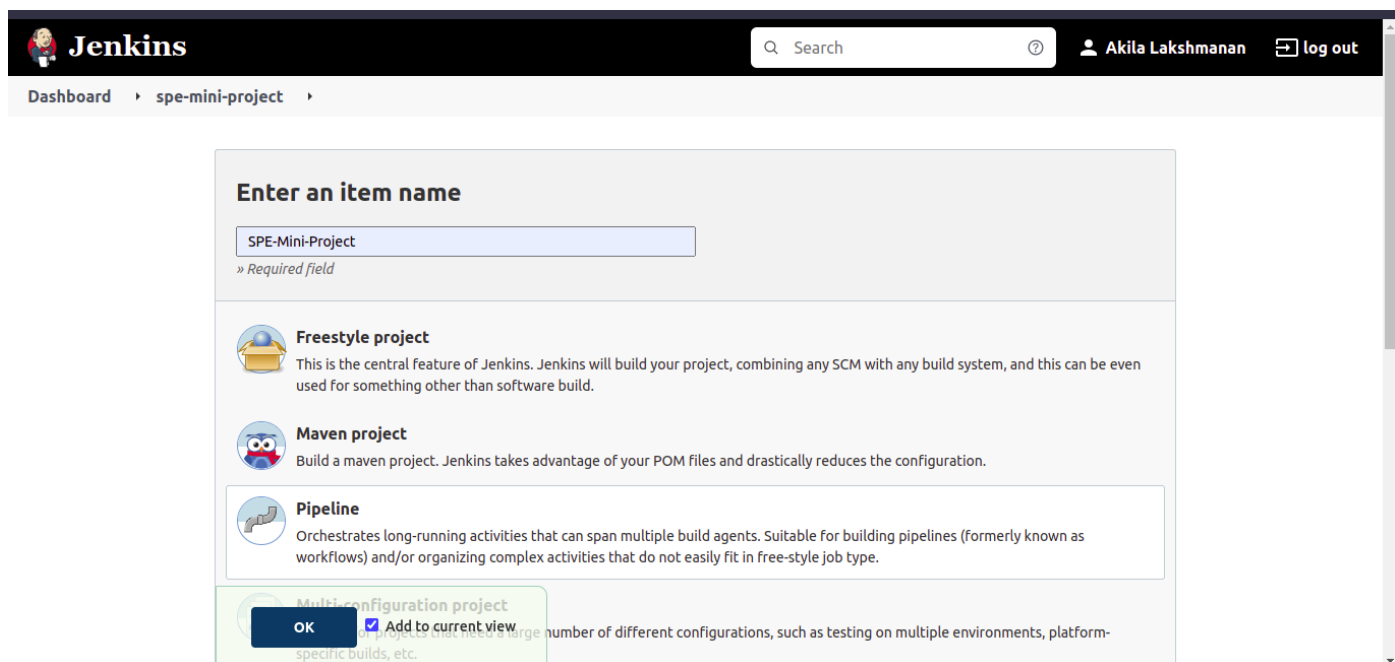 Jenkins
Search
Akila Lakshmanan
log out
Dashboard
spe-mini-project
Enter an item name
SPE-Mini-Project
» Required field
Freestyle project
This is the central feature of Jenkins. Jenkins will build your project, combining any SCM with any build system, and this can be even
used for something other than software build.
Maven project
Build a maven project. Jenkins takes advantage of your POM files and drastically reduces the configuration.
Pipeline
Orchestrates long-running activities that can span multiple build agents. Suitable for building pipelines (formerly known as
workflows) and/or organizing complex activities that do not easily fit in free-style job type.
Multi-configuration project
OK
Add to current view
or projects that need a large number of different configurations, such as testing on multiple environments, platform-
specific builds, etc.